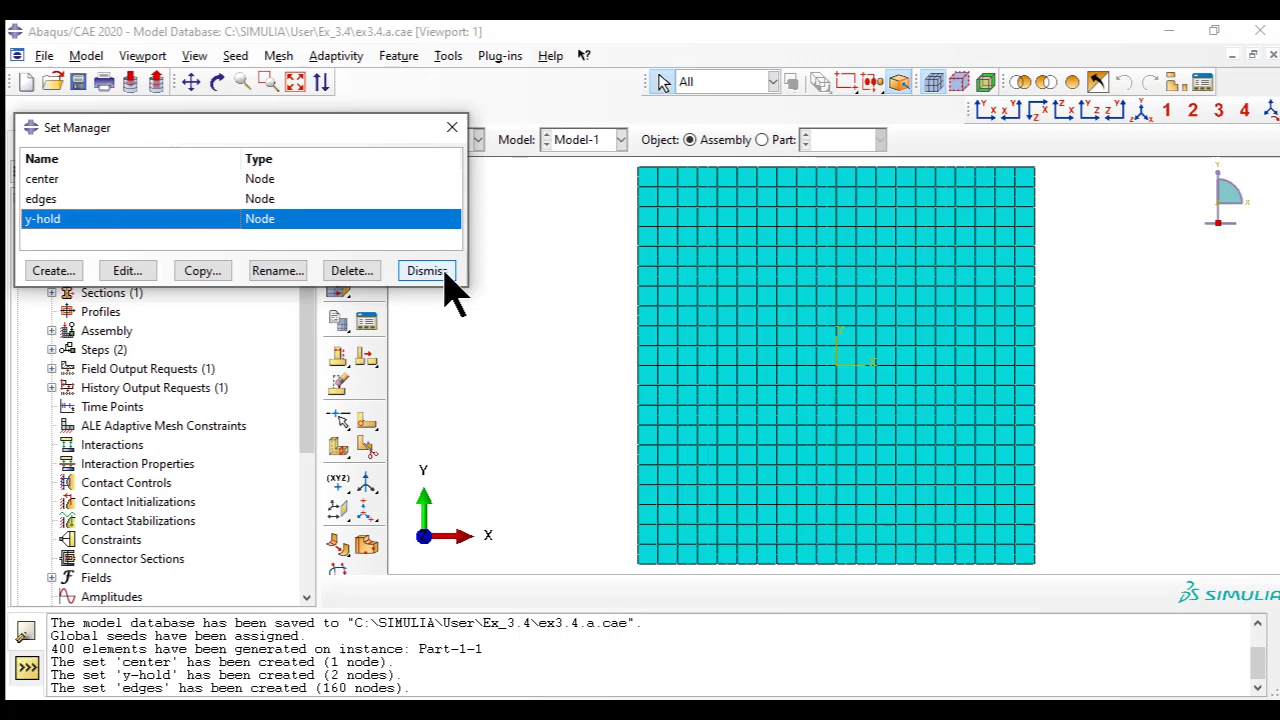 Abaqus/CAE 2020 - Model Database: C:\SIMULIA\User\Ex_3.4\ex3.4.a.cae [Viewport: 1]
File Model Viewport View Seed Mesh Adaptivity Feature Tools Plug-ins Help
All
1 2 3 4
Set Manager
Model: Model-1 Object: Assembly Part:
Name Type
center Node
edges Node
y-hold Node
Create... Edit... Copy... Rename... Delete... Dismiss
Sections (1)
Profiles
Assembly
Steps (2)
Field Output Requests (1)
History Output Requests (1)
Time Points
ALE Adaptive Mesh Constraints
Interactions
Interaction Properties
Contact Controls
Contact Initializations
Contact Stabilizations
Constraints
Connector Sections
Fields
Amplitudes
(XYZ)
Y
X
Y
X
SIMULIA
The model database has been saved to "C:\SIMULIA\User\Ex_3.4\ex3.4.a.cae".
Global seeds have been assigned.
400 elements have been generated on instance: Part-1-1
The set 'center' has been created (1 node).
The set 'y-hold' has been created (2 nodes).
The set 'edges' has been created (160 nodes).
>>>